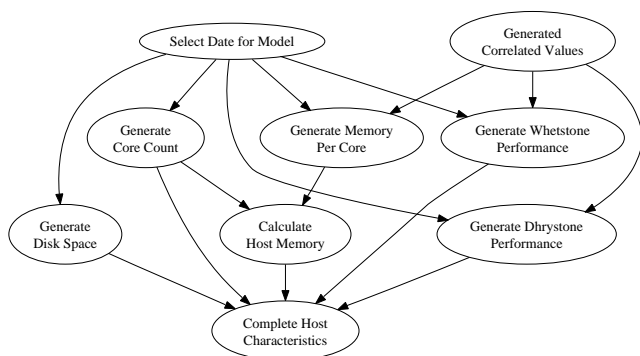 Select Date for Model
Generated
Correlated Values
Generate
Core Count
Generate Memory
Per Core
Generate Whetstone
Performance
Generate
Disk Space
Calculate
Host Memory
Generate Dhrystone
Performance
Complete Host
Characteristics